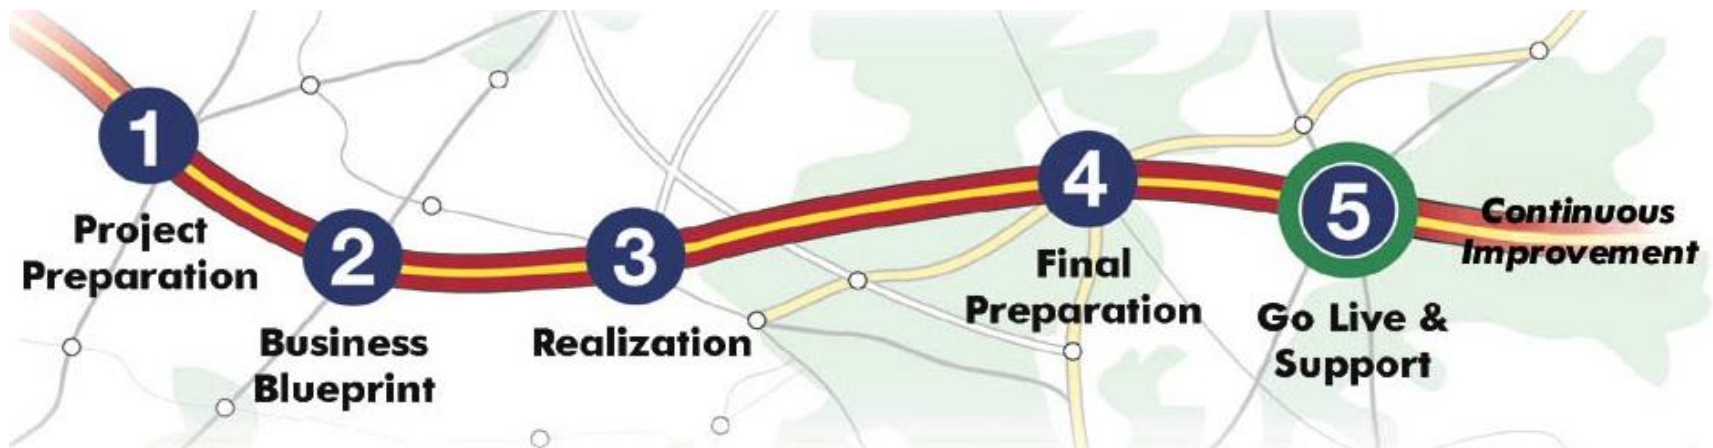 1
Project
Preparation
2
Business
Blueprint
3
Realization
4
Final
Preparation
5
Go Live &
Support
Continuous
Improvement